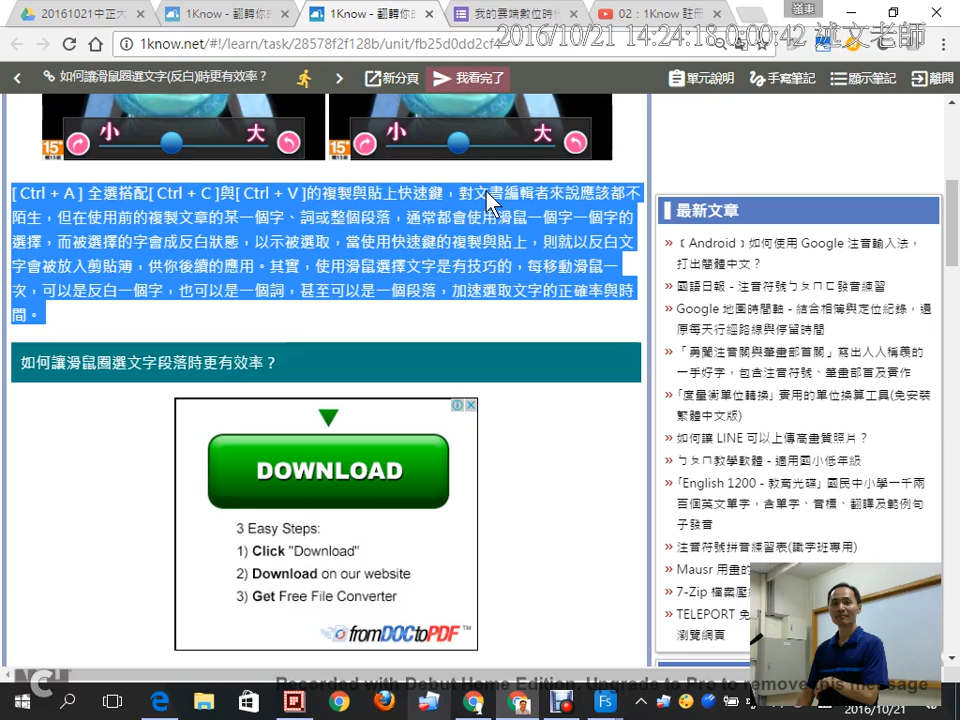 20161021中正大
1Know - 翻轉你的
1Know - 翻轉你的
我的雲端數位時代
02：1Know 註冊
1know.net/#!/learn/task/28578f2f128b/unit/fb25d0dd2cf4
2016/10/21 14:24:18 0:00:42 述文老師
如何讓滑鼠圈選文字(反白)時更有效率？
新分頁
我看完了
單元說明
手寫筆記
顯示筆記
離開
小 大
小 大
[ Ctrl + A ] 全選搭配[ Ctrl + C ]與[ Ctrl + V ]的複製與貼上快速鍵，對文書編輯者來說應該都不
陌生，但在使用前的複製文章的某一個字、詞或整個段落，通常都會使用滑鼠一個字一個字的
選擇，而被選擇的字會成反白狀態，以示被選取，當使用快速鍵的複製與貼上，則就以反白文
字會被放入剪貼簿，供你後續的應用。其實，使用滑鼠選擇文字是有技巧的，每移動滑鼠一
次，可以是反白一個字，也可以是一個詞，甚至可以是一個段落，加速選取文字的正確率與時
間。
如何讓滑鼠圈選文字段落時更有效率？
DOWNLOAD
3 Easy Steps:
1) Click "Download"
2) Download on our website
3) Get Free File Converter
fromDOCtoPDF™
最新文章
﹝Android﹞如何使用 Google 注音輸入法，
打出簡體中文？
國語日報 - 注音符號ㄅㄆㄇㄈ發音練習
Google 地圖時間軸 - 結合相簿與定位紀錄，還
原每天行經路線與停留時間
「勇闖注音關與筆畫部首關」寫出人人稱羨的
一手好字，包含注音符號、筆畫部首及實作
「度量衡單位轉換」實用的單位換算工具(免安裝
繁體中文版)
如何讓 LINE 可以上傳高畫質照片？
ㄅㄆㄇ教學軟體 - 適用國小低年級
「English 1200 - 教育光碟」國民中小學一千兩
百個英文單字，含單字、音標、翻譯及範例句
子發音
注音符號拼音練習表(識字班專用)
Mausr 用畫的
7-Zip 檔案壓
TELEPORT 免
瀏覽網頁
Recorded with Debut Home Edition. Upgrade to Pro to remove this message
2016/10/21